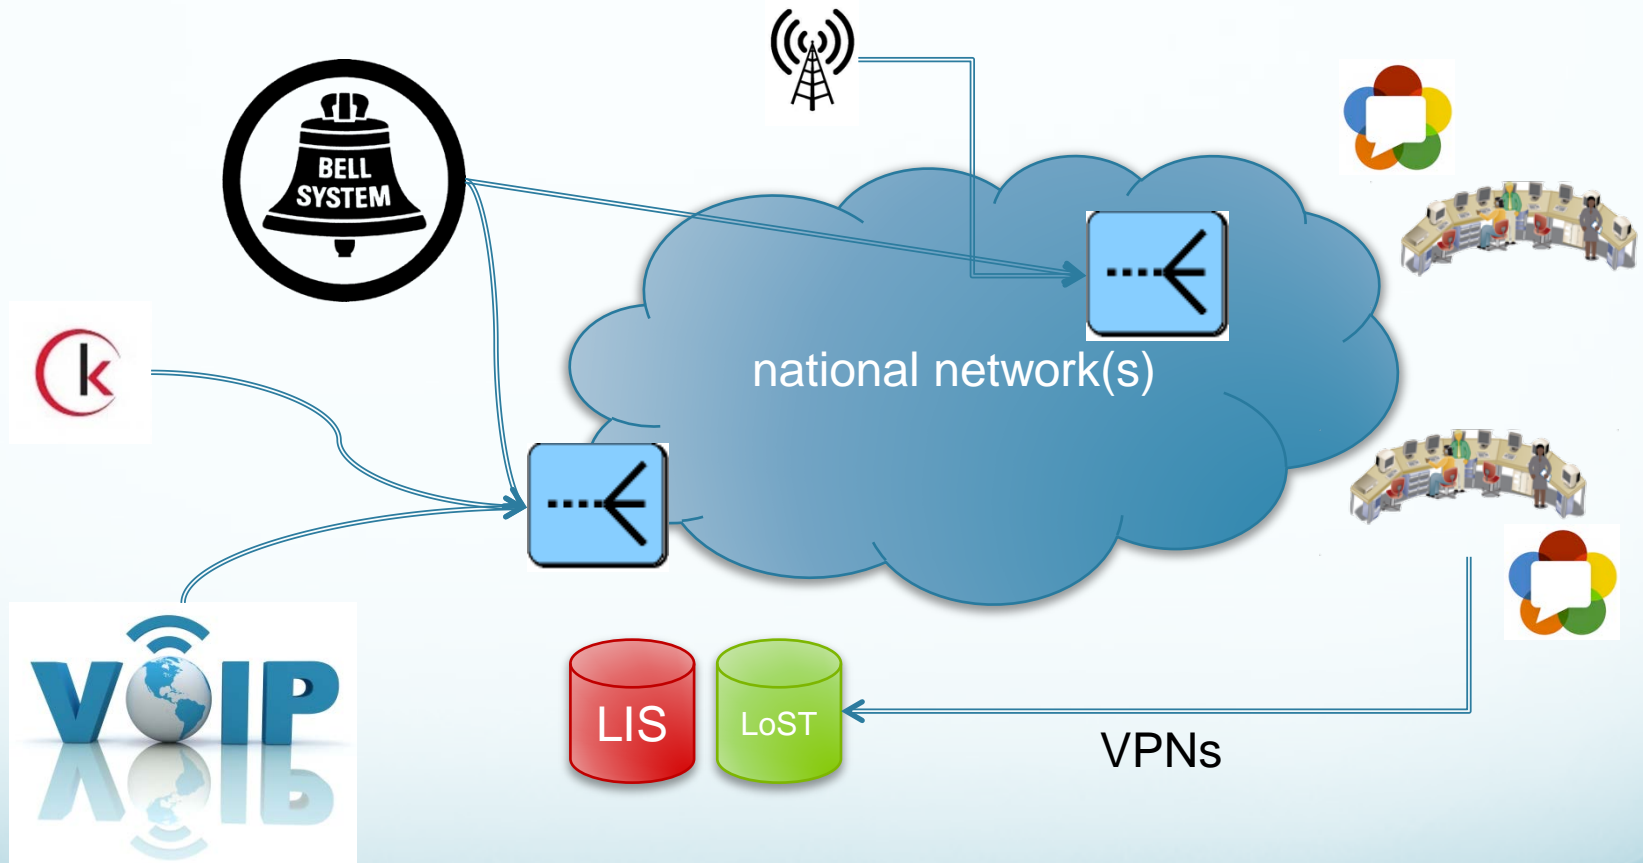 BELL
SYSTEM
k
national network(s)
VOIP
LIS
LoST
VPNs